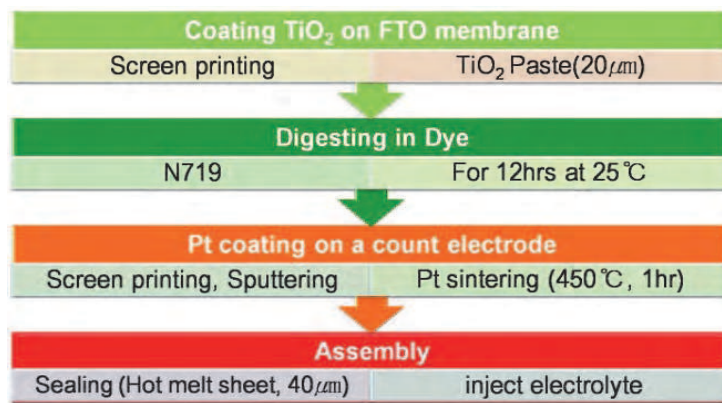 Coating TiO₂ on FTO membrane
Screen printing TiO₂ Paste(20㎛)
Digesting in Dye
N719 For 12hrs at 25℃
Pt coating on a count electrode
Screen printing, Sputtering Pt sintering (450℃, 1hr)
Assembly
Sealing (Hot melt sheet, 40㎛) inject electrolyte